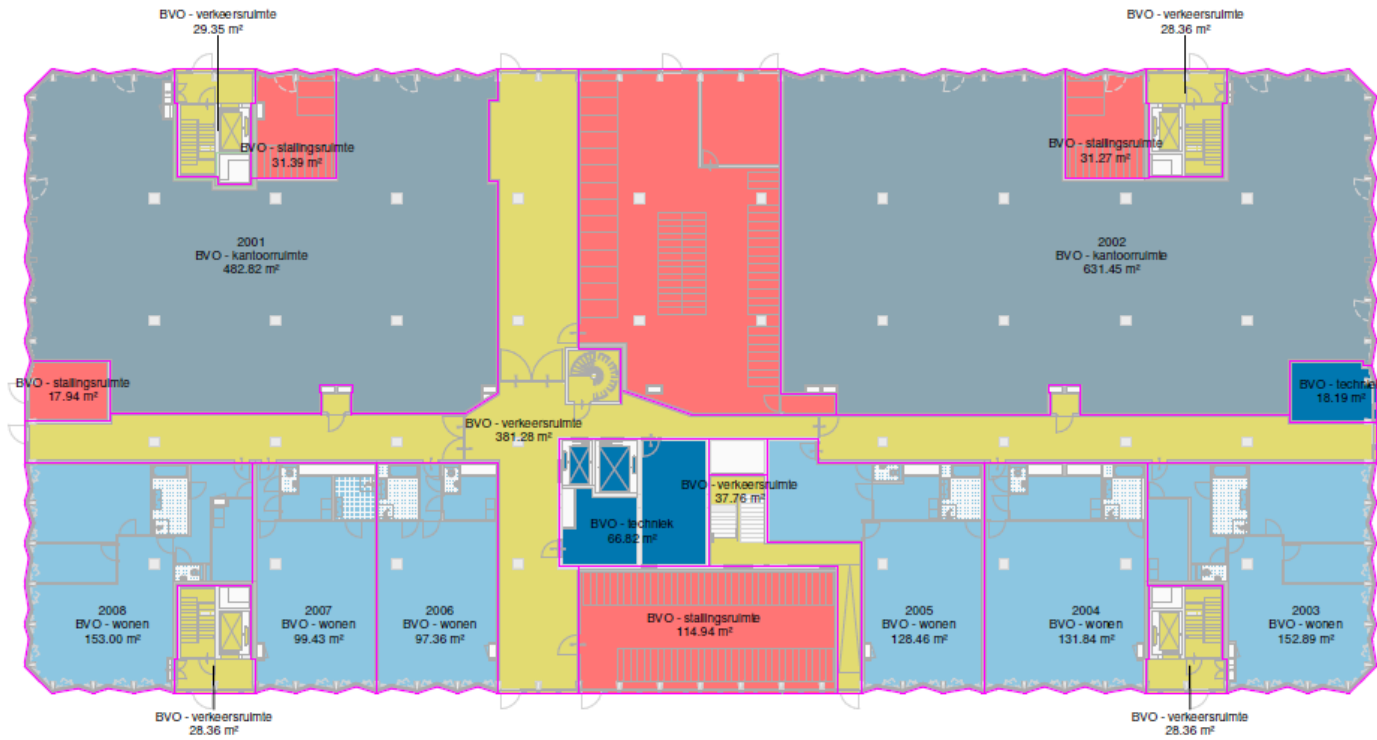 BVO - verkeersruimte
29.35 m²
BVO - verkeersruimte
28.36 m²
BVO - stallingsruimte
31.39 m²
BVO - stallingsruimte
31.27 m²
2001
BVO - kantoorruimte
482.82 m²
2002
BVO - kantoorruimte
631.45 m²
BVO - stallingsruimte
17.94 m²
BVO - techniek
18.19 m²
BVO - verkeersruimte
381.28 m²
BVO - verkeersruimte
37.76 m²
BVO - techniek
66.82 m²
2008
BVO - wonen
153.00 m²
2007
BVO - wonen
99.43 m²
2006
BVO - wonen
97.36 m²
BVO - stallingsruimte
114.94 m²
2005
BVO - wonen
128.46 m²
2004
BVO - wonen
131.84 m²
2003
BVO - wonen
152.89 m²
BVO - verkeersruimte
28.36 m²
BVO - verkeersruimte
28.36 m²